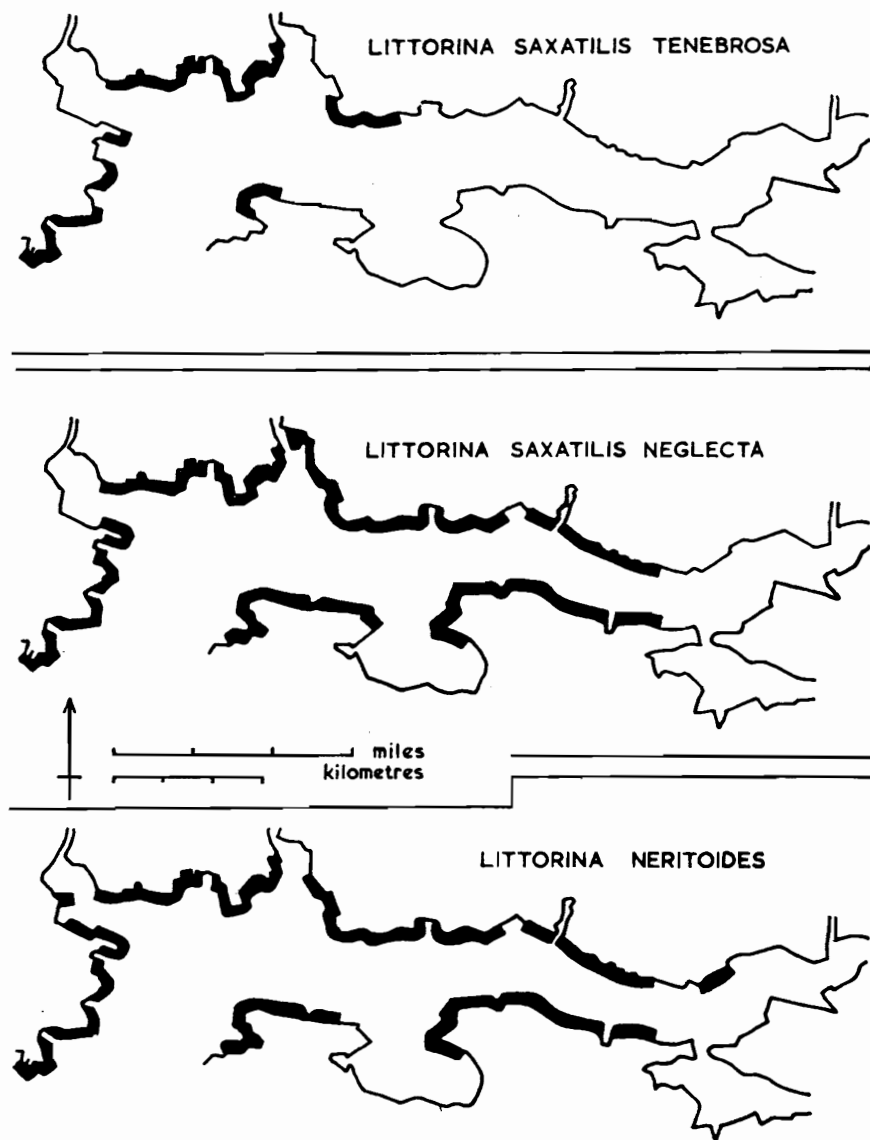 LITTORINA SAXATILIS TENEBROSA
LITTORINA SAXATILIS NEGLECTA
miles
kilometres
LITTORINA NERITOIDES